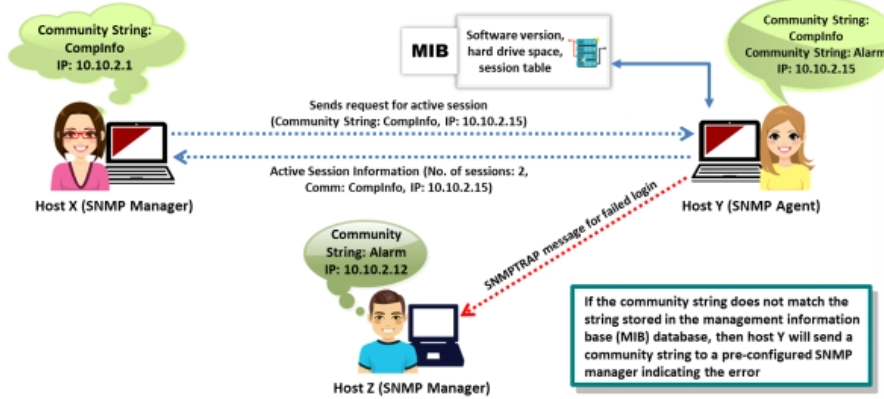 Community String:
CompInfo
IP: 10.10.2.1
MIB
Software version,
hard drive space,
session table
Community String:
CompInfo
Community String: Alarm
IP: 10.10.2.15
Sends request for active session
(Community String: CompInfo, IP: 10.10.2.15)
Active Session Information (No. of sessions: 2,
Comm: CompInfo, IP: 10.10.2.15)
Host X (SNMP Manager)
Host Y (SNMP Agent)
SNMPTRAP message for failed login
Community
String: Alarm
IP: 10.10.2.12
Host Z (SNMP Manager)
If the community string does not match the
string stored in the management information
base (MIB) database, then host Y will send a
community string to a pre-configured SNMP
manager indicating the error